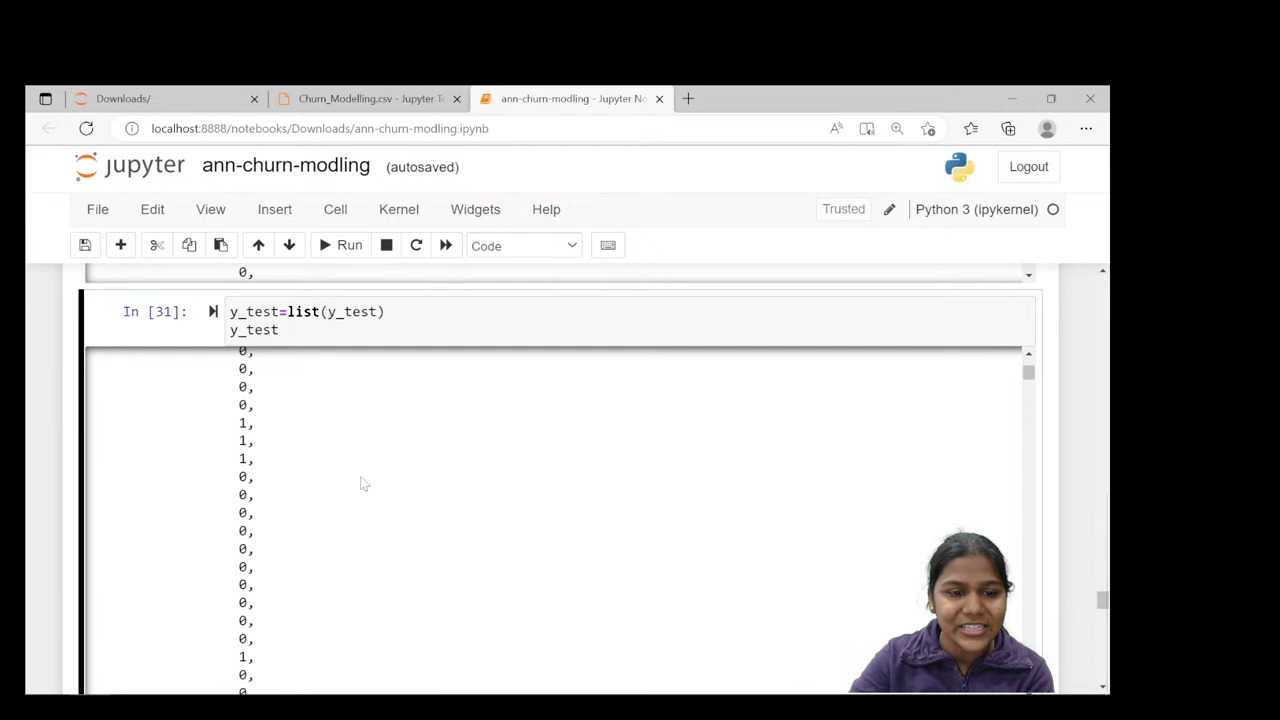 Downloads/
Churn_Modelling.csv - Jupyter Te
ann-churn-modling - Jupyter No
localhost:8888/notebooks/Downloads/ann-churn-modling.ipynb
jupyter ann-churn-modling (autosaved)
Logout
File Edit View Insert Cell Kernel Widgets Help
Trusted
Python 3 (ipykernel)
Run
Code
0,
In [31]:
y_test=list(y_test)
y_test
0,
0,
0,
0,
1,
1,
1,
0,
0,
0,
0,
0,
0,
0,
0,
0,
0,
1,
0,
0